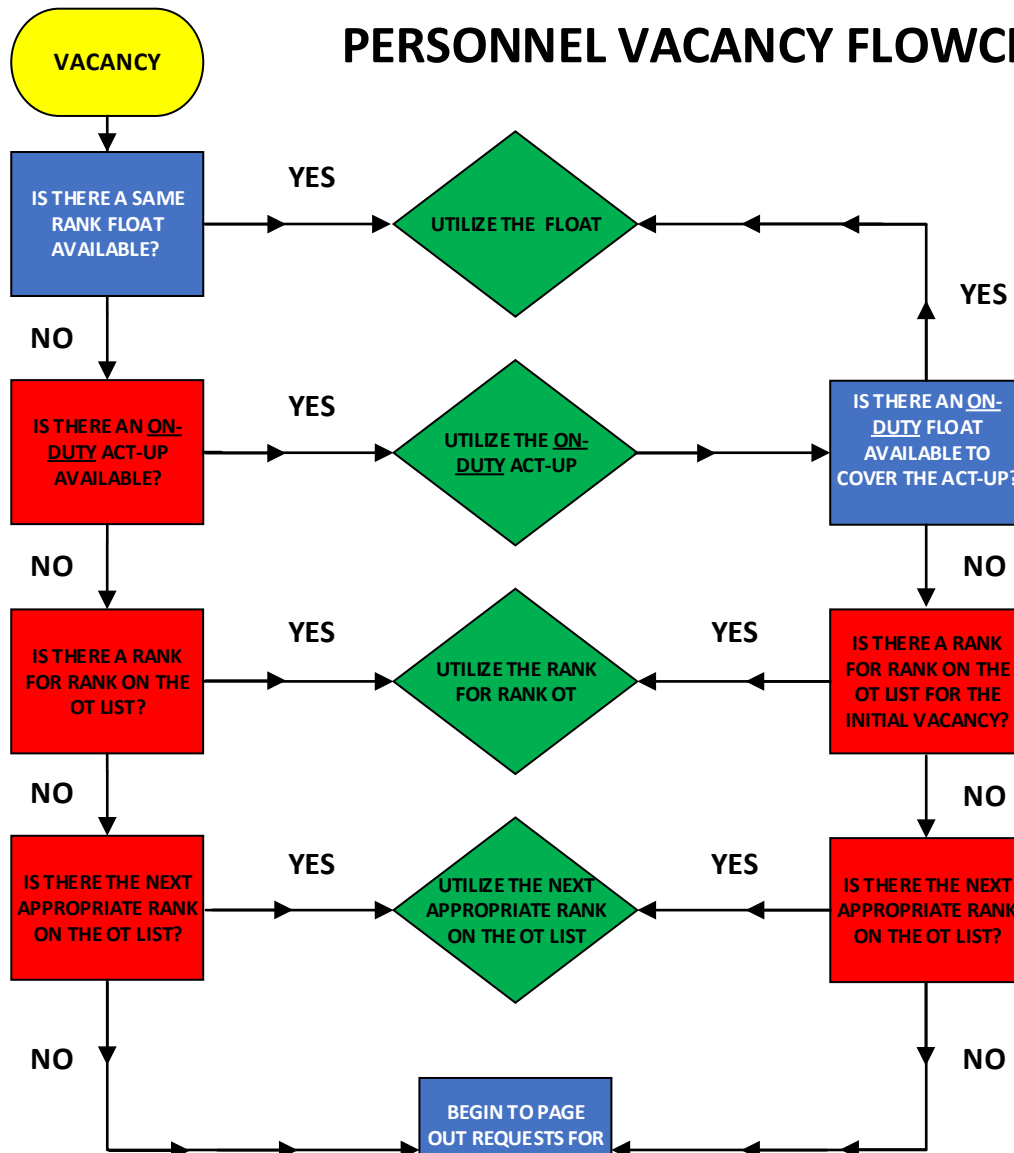 PERSONNEL VACANCY
VACANCY
IS THERE A SAME
RANK FLOAT
AVAILABLE?
YES
UTILIZE THE FLOAT
YES
NO
IS THERE AN ON-
DUTY ACT-UP
AVAILABLE?
YES
UTILIZE THE ON-
DUTY ACT-UP
IS THERE AN ON-
DUTY FLOAT
AVAILABLE TO
COVER THE ACT-UP?
NO
NO
IS THERE A RANK
FOR RANK ON THE
OT LIST?
YES
UTILIZE THE RANK
FOR RANK OT
YES
IS THERE A RANK
FOR RANK ON THE
OT LIST FOR THE
INITIAL VACANCY?
NO
NO
IS THERE THE NEXT
APPROPRIATE RANK
ON THE OT LIST?
YES
UTILIZE THE NEXT
APPROPRIATE RANK
ON THE OT LIST
YES
IS THERE THE NEXT
APPROPRIATE RANK
ON THE OT LIST?
NO
NO
BEGIN TO PAGE
OUT REQUESTS FOR